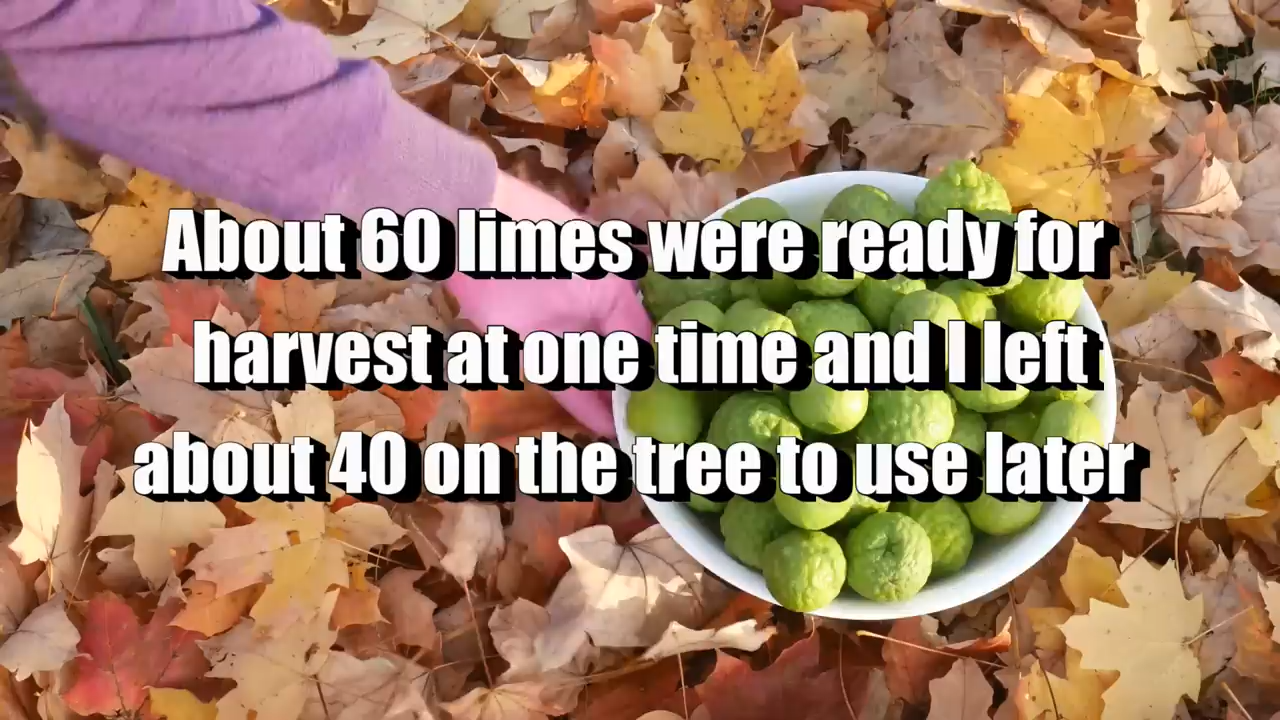 About 60 limes were ready for
harvest at one time and I left
about 40 on the tree to use later